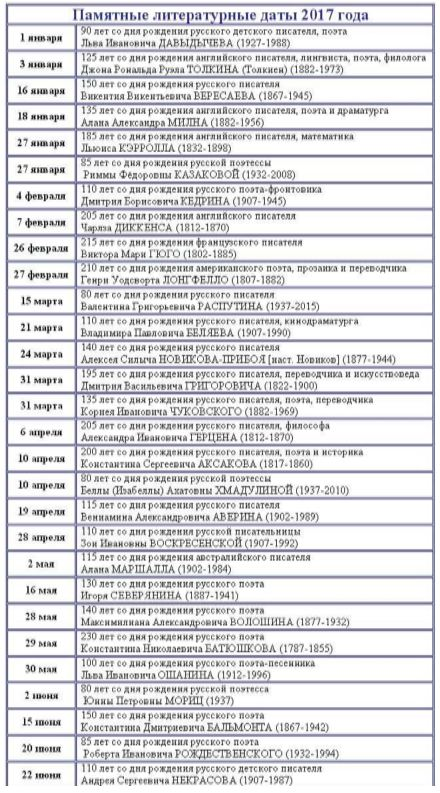 Памятные литературные даты 2017 года
1 января
90 лет со дня рождения русского детского писателя, поэта
Льва Ивановича ДАВЫДЫЧЕВА (1927-1988)
3 января
125 лет со дня рождения английского писателя, лингвиста, поэта, филолога
Джона Рональда Руэла ТОЛКИНА (Толкиен) (1882-1973)
16 января
150 лет со дня рождения русского писателя
Викентия Викентьевича ВЕРЕСАЕВА (1867-1945)
18 января
135 лет со дня рождения английского писателя, поэта и драматурга
Алана Александра МИЛНА (1882-1956)
27 января
185 лет со дня рождения английского писателя, математика
Льюиса КЭРРОЛЛА (1832-1898)
27 января
85 лет со дня рождения русской поэтессы
Риммы Фёдоровны КАЗАКОВОЙ (1932-2008)
4 февраля
110 лет со дня рождения русского поэта-фронтовика
Дмитрия Борисовича КЕДРИНА (1907-1945)
7 февраля
205 лет со дня рождения английского писателя
Чарлза ДИККЕНСА (1812-1870)
26 февраля
215 лет со дня рождения французского писателя
Виктора Мари ГЮГО (1802-1885)
27 февраля
210 лет со дня рождения американского поэта, прозаика и переводчика
Генри Уодсворта ЛОНГФЕЛЛО (1807-1882)
15 марта
80 лет со дня рождения русского писателя
Валентина Григорьевича РАСПУТИНА (1937-2015)
21 марта
110 лет со дня рождения русского писателя, кинодраматурга
Владимира Павловича БЕЛЯЕВА (1907-1990)
24 марта
140 лет со дня рождения русского писателя
Алексея Силыча НОВИКОВА-ПРИБОЯ [наст. Новиков] (1877-1944)
31 марта
195 лет со дня рождения русского писателя, переводчика и искусствоведа
Дмитрия Васильевича ГРИГОРОВИЧА (1822-1900)
31 марта
135 лет со дня рождения русского писателя, поэта, переводчика
Корнея Ивановича ЧУКОВСКОГО (1882-1969)
6 апреля
205 лет со дня рождения русского писателя, философа
Александра Ивановича ГЕРЦЕНА (1812-1870)
10 апреля
200 лет со дня рождения русского писателя, поэта и историка
Константина Сергеевича АКСАКОВА (1817-1860)
10 апреля
80 лет со дня рождения русской поэтессы
Беллы (Изабеллы) Ахатовны ХМАДУЛИНОЙ (1937-2010)
19 апреля
115 лет со дня рождения русского писателя
Вениамина Александровича АВЕРИНА (1902-1989)
28 апреля
110 лет со дня рождения русской писательницы
Зои Ивановны ВОСКРЕСЕНСКОЙ (1907-1992)
2 мая
115 лет со дня рождения австралийского писателя
Алана МАРШАЛЛА (1902-1984)
16 мая
130 лет со дня рождения русского поэта
Игоря СЕВЕРЯНИНА (1887-1941)
28 мая
140 лет со дня рождения русского поэта
Максимилиана Александровича ВОЛОШИНА (1877-1932)
29 мая
230 лет со дня рождения русского поэта
Константина Николаевича БАТЮШКОВА (1787-1855)
30 мая
100 лет со дня рождения русского поэта-песенника
Льва Ивановича ОШАНИНА (1912-1996)
2 июня
80 лет со дня рождения русской поэтессы
Юнны Петровны МОРИЦ (1937)
15 июня
150 лет со дня рождения русского поэта
Константина Дмитриевича БАЛЬМОНТА (1867-1942)
20 июня
85 лет со дня рождения русского поэта
Роберта Ивановича РОЖДЕСТВЕНСКОГО (1932-1994)
22 июня
110 лет со дня рождения русского детского писателя
Андрея Сергеевича НЕКРАСОВА (1907-1987)